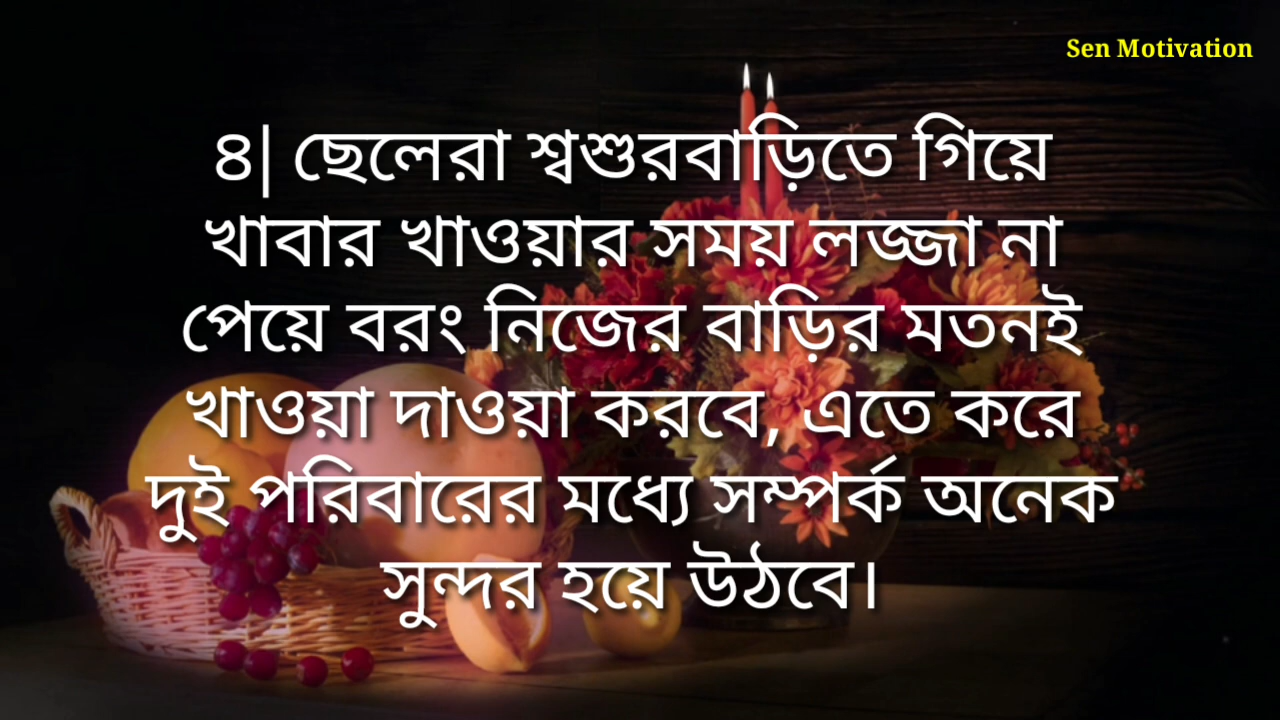 Sen Motivation
৪| ছেলেরা শ্বশুরবাড়িতে গিয়ে
খাবার খাওয়ার সময় লজ্জা না
পেয়ে বরং নিজের বাড়ির মতনই
খাওয়া দাওয়া করবে, এতে করে
দুই পরিবারের মধ্যে সম্পর্ক অনেক
সুন্দর হয়ে উঠবে।